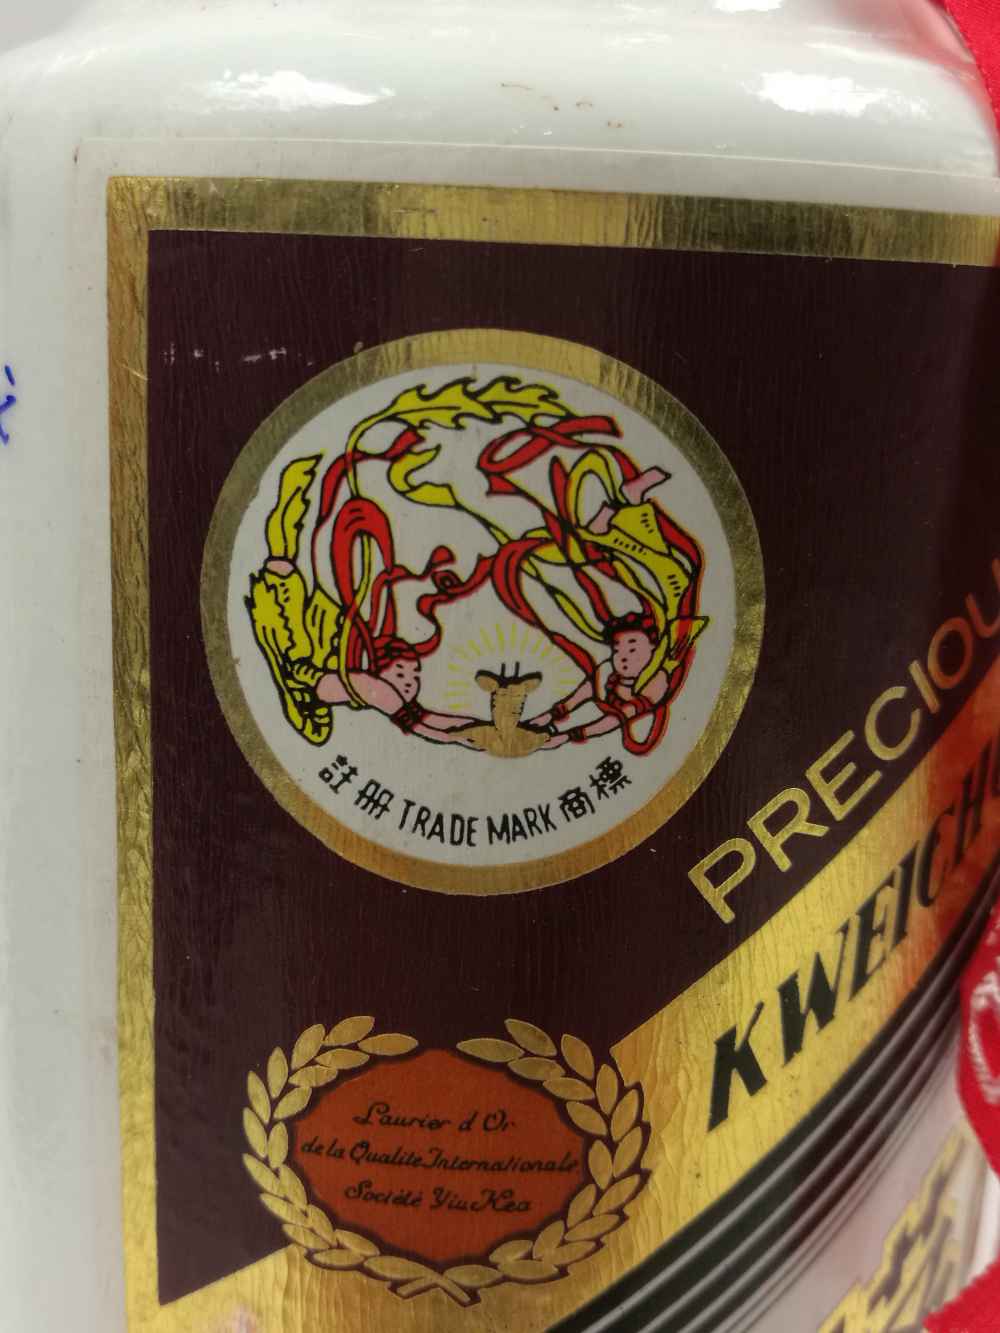 註册 TRADE MARK 商標
PRECIOU
KWEICH
Laurier d Or
de la Qualite Internationale
Société Yiu Kea